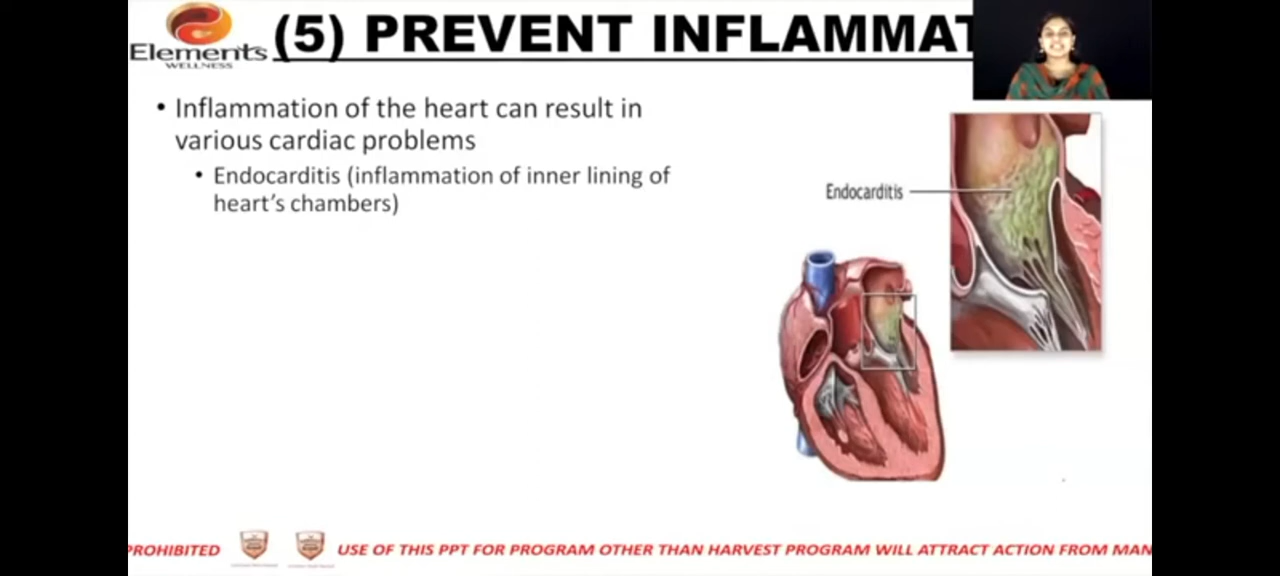 Elements
WELLNESS
(5) PREVENT INFLAMMAT
• Inflammation of the heart can result in
various cardiac problems
• Endocarditis (inflammation of inner lining of
heart's chambers)
Endocarditis
PROHIBITED
USE OF THIS PPT FOR PROGRAM OTHER THAN HARVEST PROGRAM WILL ATTRACT ACTION FROM MAN